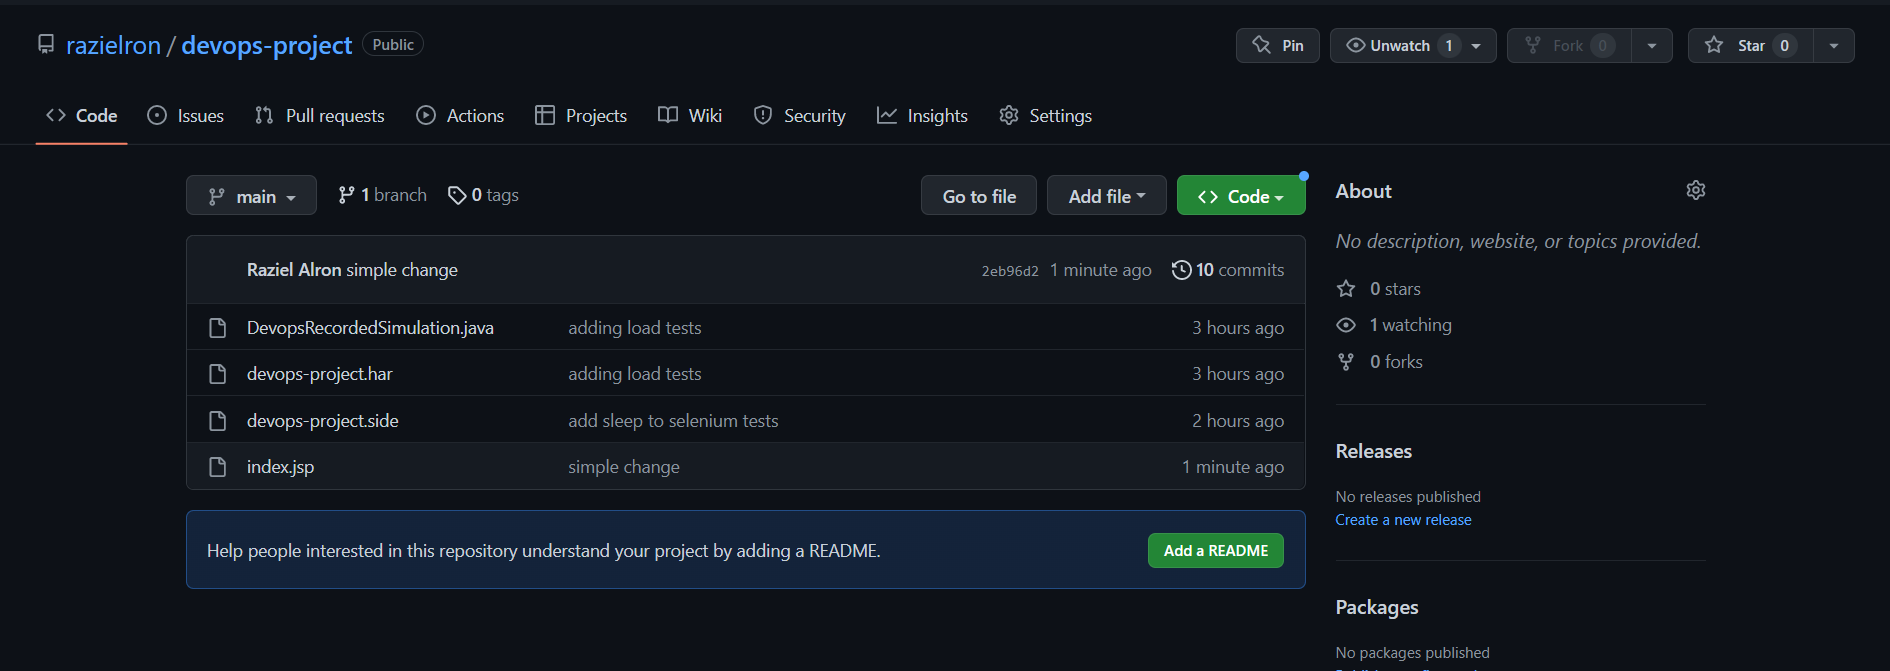 razielron / devops-project Public
Pin Unwatch 1 Fork 0 Star 0
Code Issues Pull requests Actions Projects Wiki Security Insights Settings
main 1 branch 0 tags Go to file Add file Code
Raziel Alron simple change 2eb96d2 1 minute ago 10 commits
DevopsRecordedSimulation.java adding load tests 3 hours ago
devops-project.har adding load tests 3 hours ago
devops-project.side add sleep to selenium tests 2 hours ago
index.jsp simple change 1 minute ago
Help people interested in this repository understand your project by adding a README. Add a README
About
No description, website, or topics provided.
0 stars
1 watching
0 forks
Releases
No releases published
Create a new release
Packages
No packages published